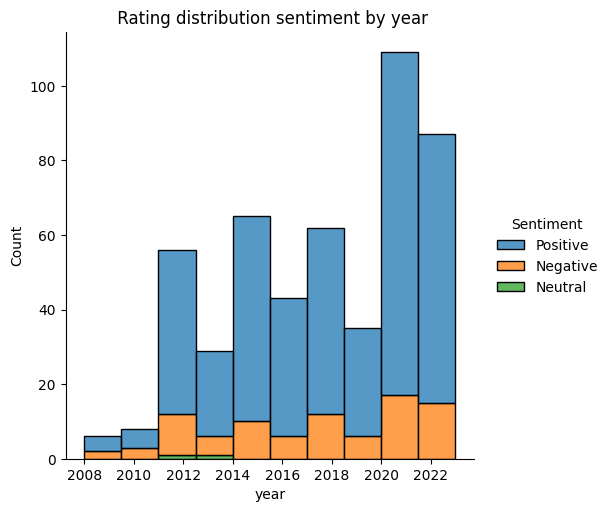 Rating distribution sentiment by year
Count
100
80
60
40
20
0
2008 2010 2012 2014 2016 2018 2020 2022
year
Sentiment
Positive
Negative
Neutral